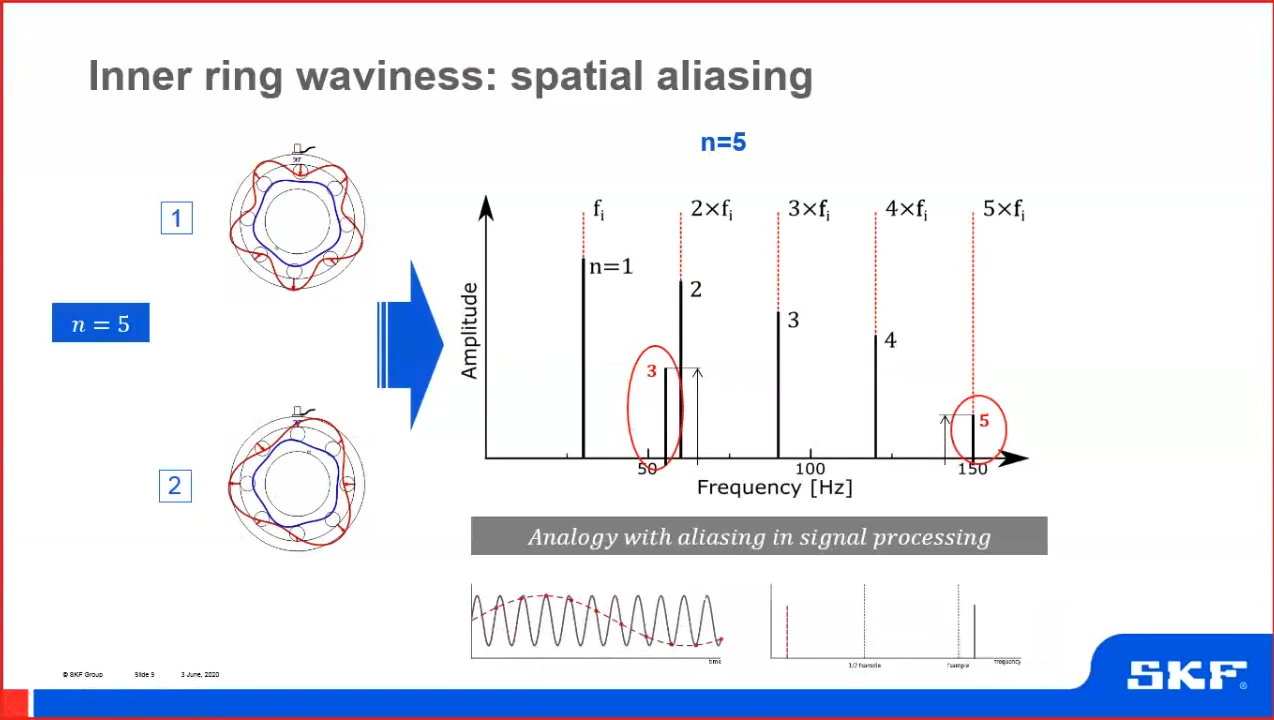 Inner ring waviness: spatial aliasing
n=5
1
n = 5
2
fᵢ
2×fᵢ
3×fᵢ
4×fᵢ
5×fᵢ
n=1
2
3
4
3
5
Amplitude
50
100
150
Frequency [Hz]
Analogy with aliasing in signal processing
time
1/2 fsample
fsample
frequency
© SKF Group
Slide 9
3 June, 2020
SKF
®